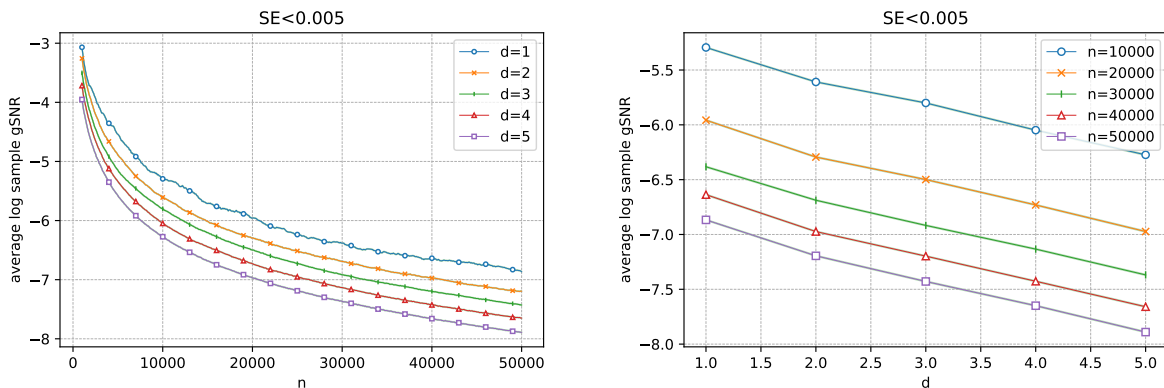 SE<0.005
average log sample gSNR
−3
−4
−5
−6
−7
−8
0
10000
20000
30000
40000
50000
n
d=1
d=2
d=3
d=4
d=5
SE<0.005
average log sample gSNR
−5.5
−6.0
−6.5
−7.0
−7.5
−8.0
1.0
1.5
2.0
2.5
3.0
3.5
4.0
4.5
5.0
d
n=10000
n=20000
n=30000
n=40000
n=50000